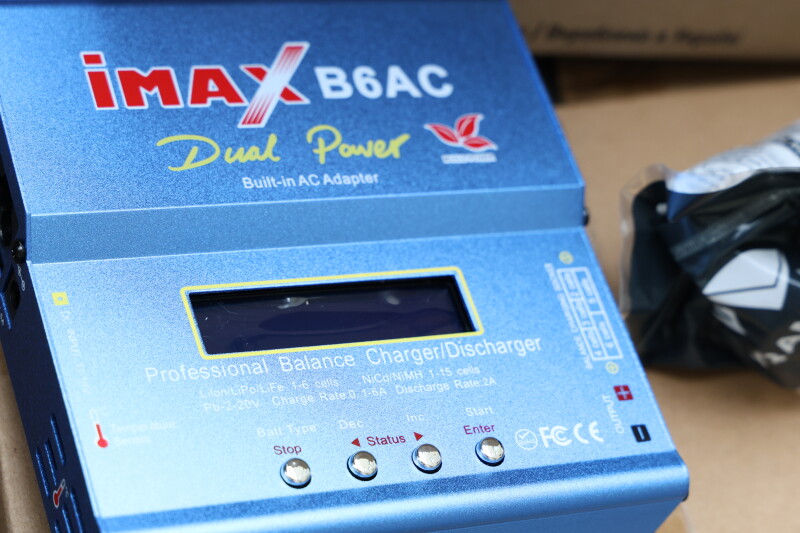 iMAX B6AC
Dual Power
Built-in AC Adapter
Professional Balance Charger/Discharger
LiIon/LiPo/LiFe: 1-6 cells NiCd/NiMH 1-15 cells
Pb-2-20V Charge Rate:0.1-6A Discharge Rate:2A
Batt Type Dec Inc Start
Stop ◄ Status ► Enter
FC CE
OUTPUT